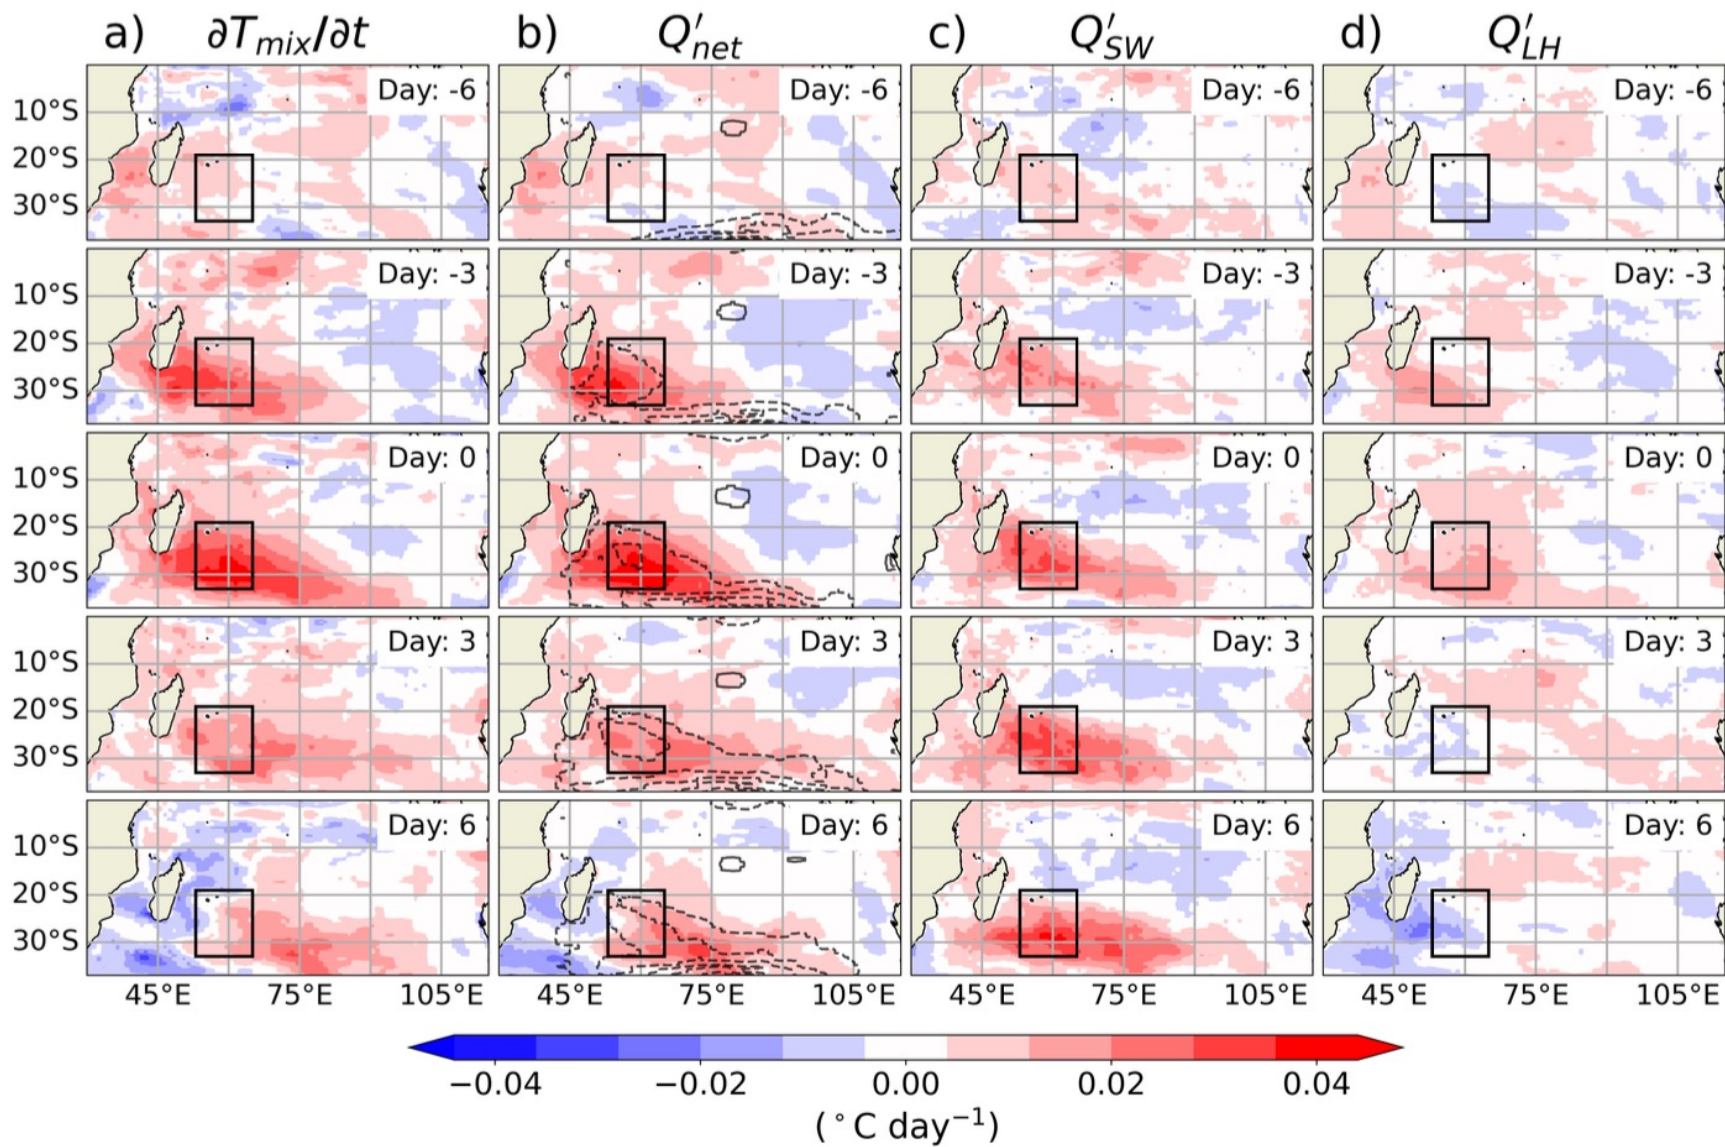 a) ∂T_mix/∂t b) Q′_net c) Q′_SW d) Q′_LH
10°S Day: -6 Day: -6 Day: -6 Day: -6
20°S
30°S
10°S Day: -3 Day: -3 Day: -3 Day: -3
20°S
30°S
10°S Day: 0 Day: 0 Day: 0 Day: 0
20°S
30°S
10°S Day: 3 Day: 3 Day: 3 Day: 3
20°S
30°S
10°S Day: 6 Day: 6 Day: 6 Day: 6
20°S
30°S
45°E 75°E 105°E 45°E 75°E 105°E 45°E 75°E 105°E 45°E 75°E 105°E
−0.04 −0.02 0.00 0.02 0.04
(°C day⁻¹)